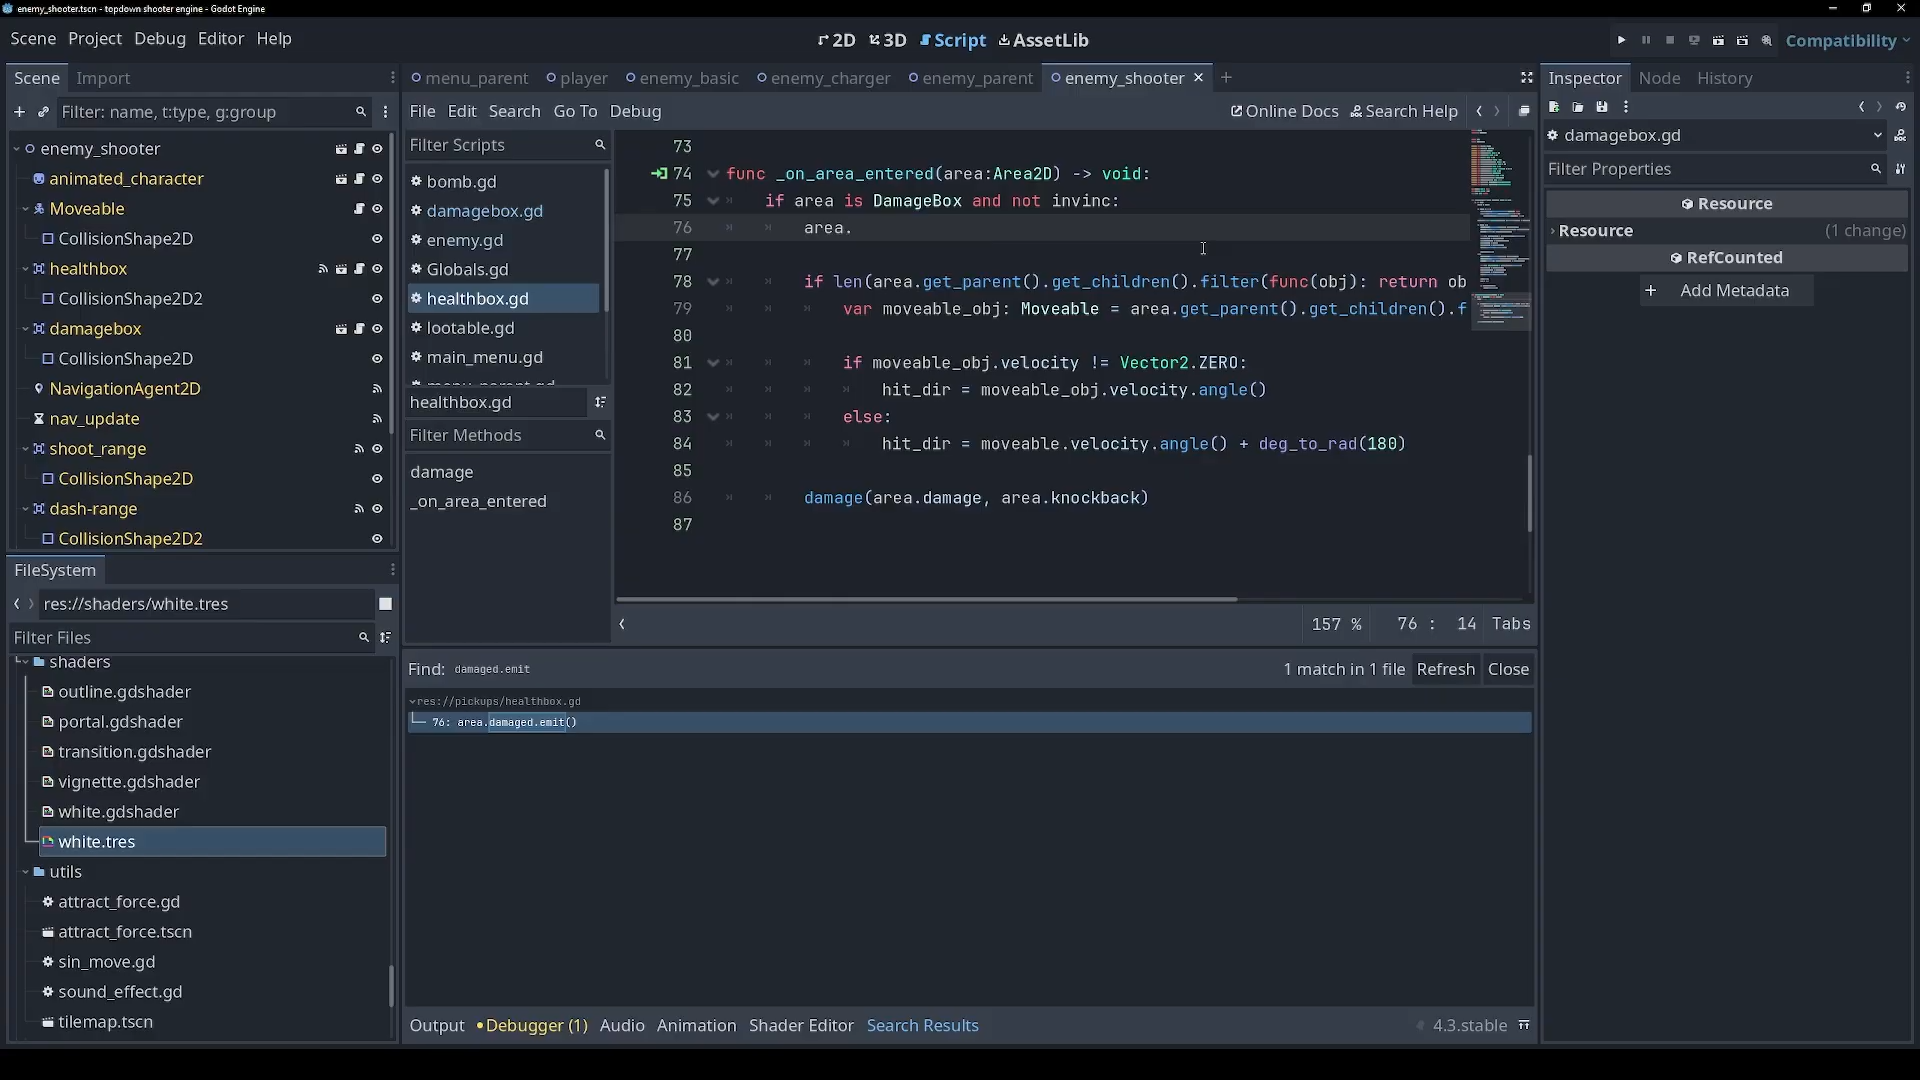 enemy_shooter.tscn - topdown shooter engine - Godot Engine
Scene Project Debug Editor Help
2D 3D Script AssetLib
Compatibility
Scene Import
Filter: name, t:type, g:group
enemy_shooter
animated_character
Moveable
CollisionShape2D
healthbox
CollisionShape2D2
damagebox
CollisionShape2D
NavigationAgent2D
nav_update
shoot_range
CollisionShape2D
dash-range
CollisionShape2D2
FileSystem
res://shaders/white.tres
Filter Files
shaders
outline.gdshader
portal.gdshader
transition.gdshader
vignette.gdshader
white.gdshader
white.tres
utils
attract_force.gd
attract_force.tscn
sin_move.gd
sound_effect.gd
tilemap.tscn
menu_parent player enemy_basic enemy_charger enemy_parent enemy_shooter
File Edit Search Go To Debug
Online Docs Search Help
Filter Scripts
bomb.gd
damagebox.gd
enemy.gd
Globals.gd
healthbox.gd
lootable.gd
main_menu.gd
healthbox.gd
Filter Methods
damage
_on_area_entered
73
74 func _on_area_entered(area:Area2D) -> void:
75 if area is DamageBox and not invinc:
76 area.
77
78 if len(area.get_parent().get_children().filter(func(obj): return ob
79 var moveable_obj: Moveable = area.get_parent().get_children().f
80
81 if moveable_obj.velocity != Vector2.ZERO:
82 hit_dir = moveable_obj.velocity.angle()
83 else:
84 hit_dir = moveable.velocity.angle() + deg_to_rad(180)
85
86 damage(area.damage, area.knockback)
87
157 % 76 : 14 Tabs
Find: damaged.emit
1 match in 1 file Refresh Close
res://pickups/healthbox.gd
76: area.damaged.emit()
Output Debugger (1) Audio Animation Shader Editor Search Results
4.3.stable
Inspector Node History
damagebox.gd
Filter Properties
Resource
Resource (1 change)
RefCounted
Add Metadata